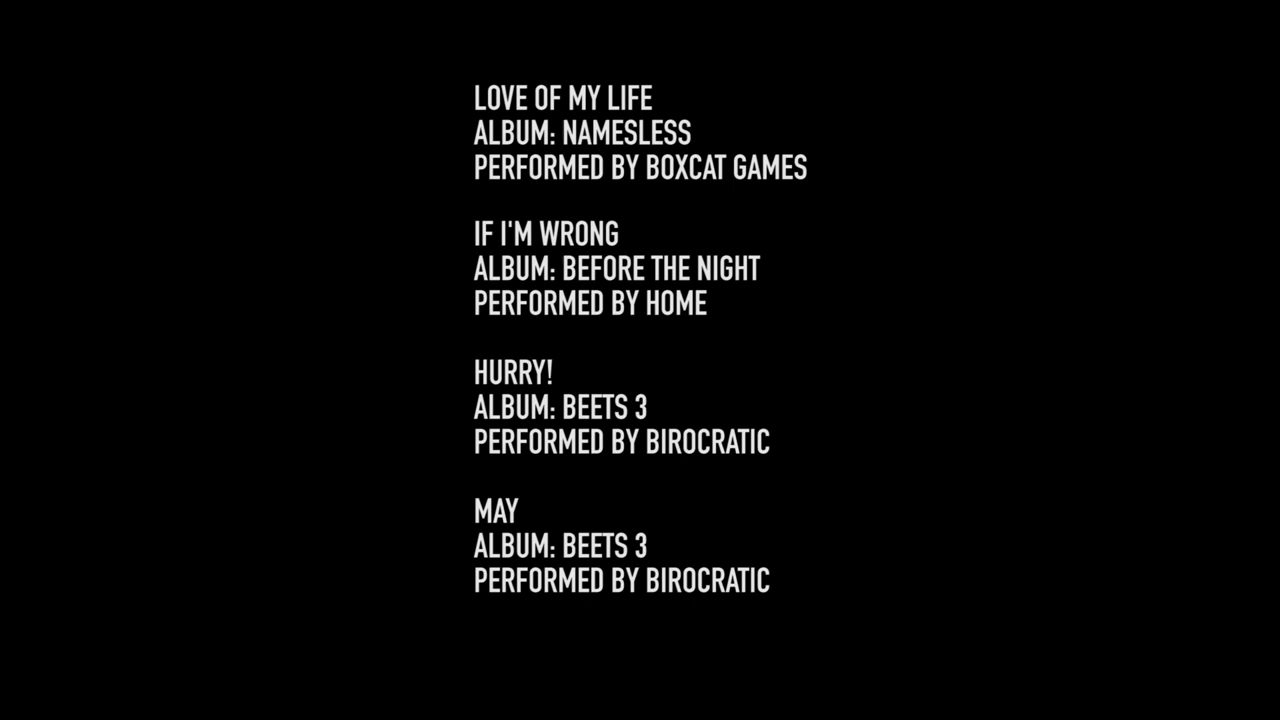 LOVE OF MY LIFE
ALBUM: NAMESLESS
PERFORMED BY BOXCAT GAMES
IF I'M WRONG
ALBUM: BEFORE THE NIGHT
PERFORMED BY HOME
HURRY!
ALBUM: BEETS 3
PERFORMED BY BIROCRATIC
MAY
ALBUM: BEETS 3
PERFORMED BY BIROCRATIC